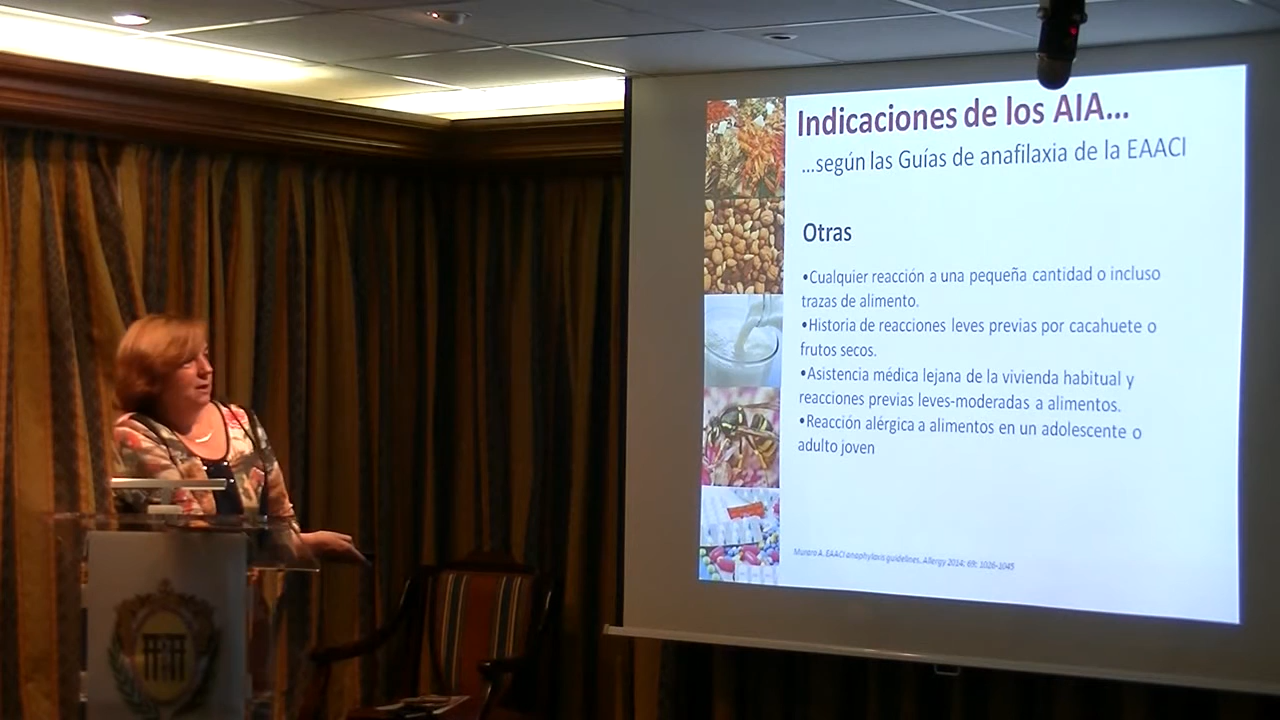 Indicaciones de los AIA...
...según las Guías de anafilaxia de la EAACI
Otras
•Cualquier reacción a una pequeña cantidad o incluso
trazas de alimento.
•Historia de reacciones leves previas por cacahuete o
frutos secos.
•Asistencia médica lejana de la vivienda habitual y
reacciones previas leves-moderadas a alimentos.
•Reacción alérgica a alimentos en un adolescente o
adulto joven
Muraro A. EAACI anaphylaxis guidelines. Allergy 2014; 69: 1026-1045